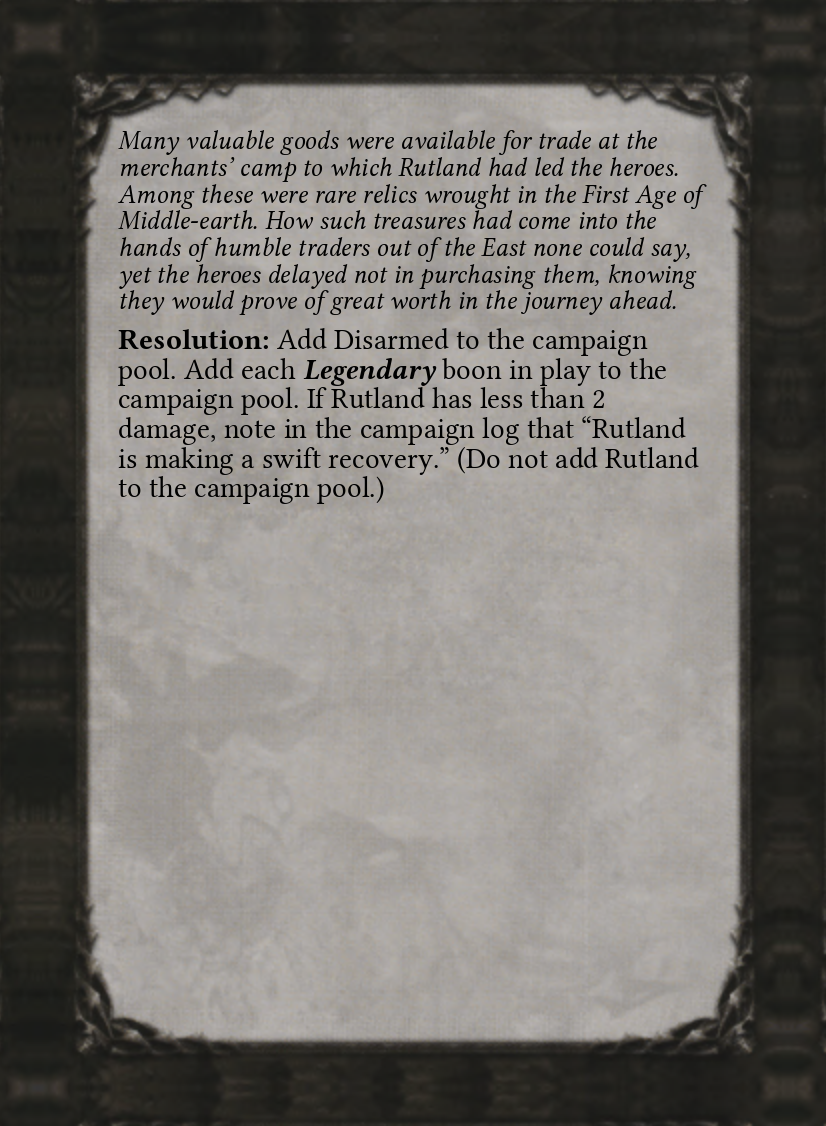 Many valuable goods were available for trade at the
merchants’ camp to which Rutland had led the heroes.
Among these were rare relics wrought in the First Age of
Middle-earth. How such treasures had come into the
hands of humble traders out of the East none could say,
yet the heroes delayed not in purchasing them, knowing
they would prove of great worth in the journey ahead.
Resolution: Add Disarmed to the campaign
pool. Add each Legendary boon in play to the
campaign pool. If Rutland has less than 2
damage, note in the campaign log that “Rutland
is making a swift recovery.” (Do not add Rutland
to the campaign pool.)